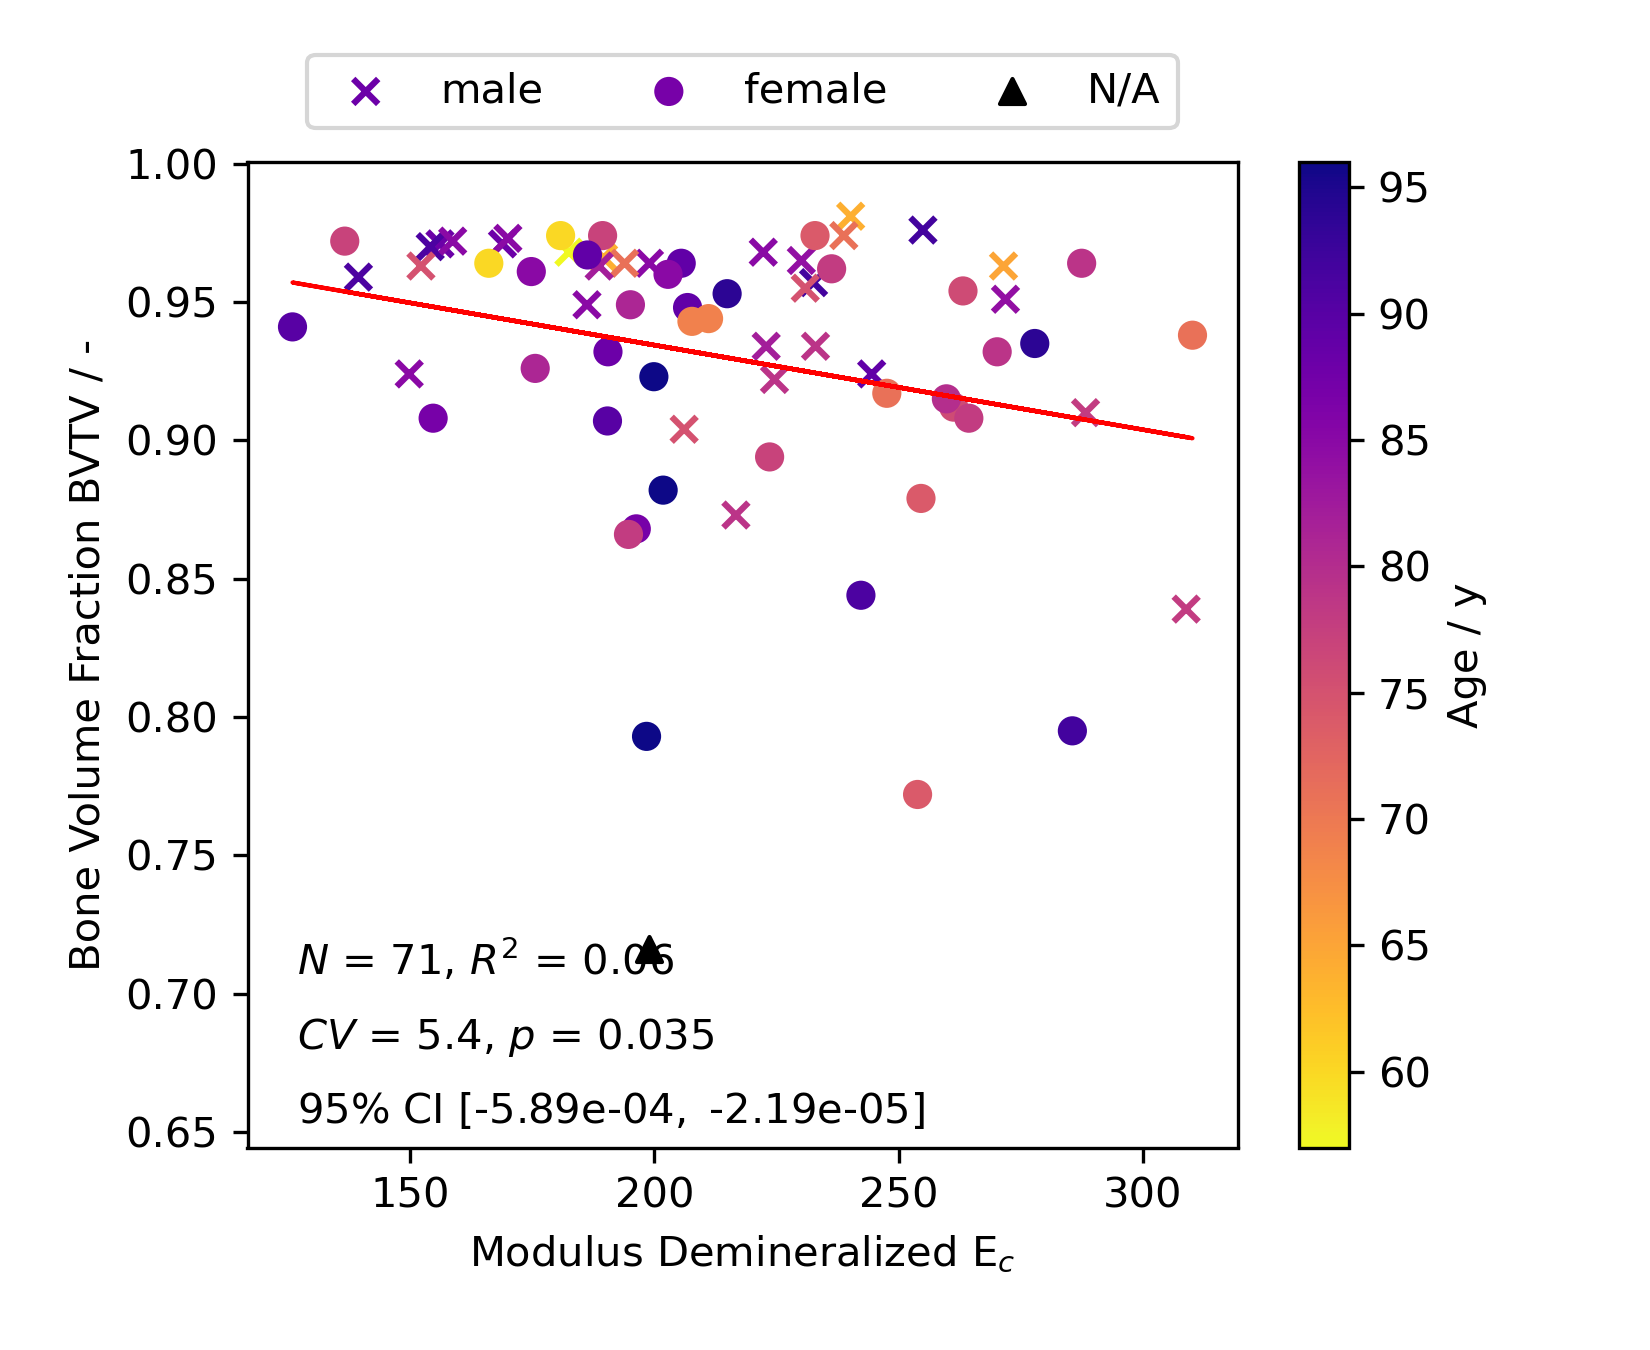 male female N/A
1.00
0.95
0.90
0.85
0.80
0.75
0.70
0.65
Bone Volume Fraction BVTV / -
N = 71, R² = 0.06
CV = 5.4, p = 0.035
95% CI [-5.89e-04, -2.19e-05]
150 200 250 300
Modulus Demineralized E_c
95
90
85
80
75
70
65
60
Age / y